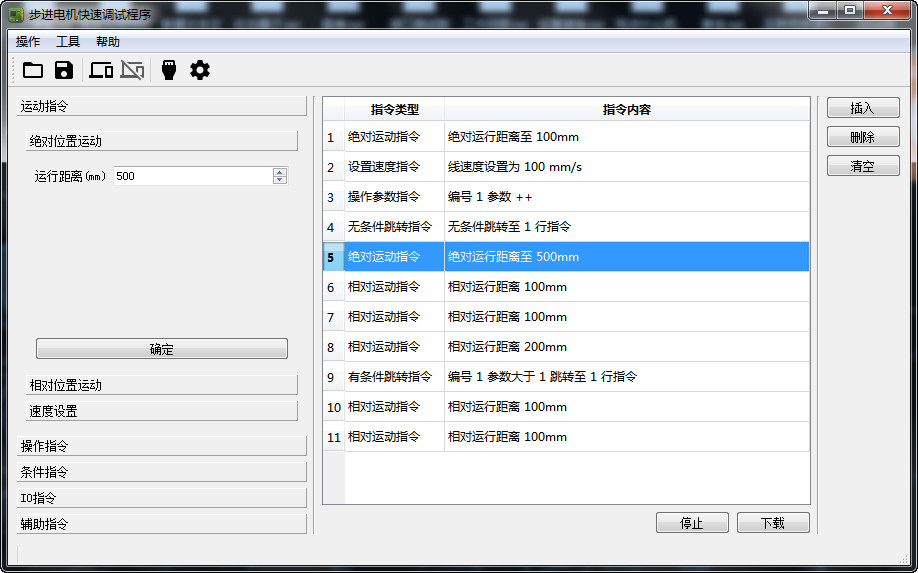 步进电机快速调试程序
操作 工具 帮助
运动指令
绝对位置运动
运行距离(mm) 500
确定
相对位置运动
速度设置
操作指令
条件指令
IO指令
辅助指令
指令类型 指令内容
1 绝对运动指令 绝对运行距离至 100mm
2 设置速度指令 线速度设置为 100 mm/s
3 操作参数指令 编号 1 参数 ++
4 无条件跳转指令 无条件跳转至 1 行指令
5 绝对运动指令 绝对运行距离至 500mm
6 相对运动指令 相对运行距离 100mm
7 相对运动指令 相对运行距离 100mm
8 相对运动指令 相对运行距离 200mm
9 有条件跳转指令 编号 1 参数大于 1 跳转至 1 行指令
10 相对运动指令 相对运行距离 100mm
11 相对运动指令 相对运行距离 100mm
停止 下载
插入
删除
清空